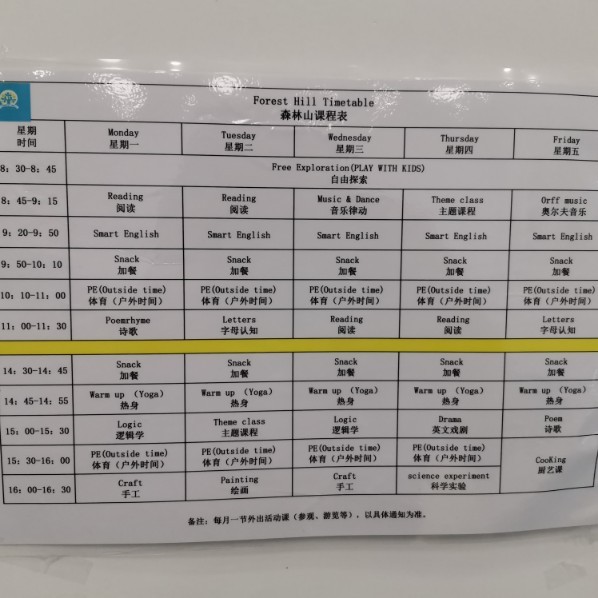 Forest Hill Timetable
森林山课程表
星期 时间 Monday 星期一 Tuesday 星期二 Wednesday 星期三 Thursday 星期四 Friday 星期五
8: 30-8: 45 Free Exploration(PLAY WITH KIDS) 自由探索
8: 45-9: 15 Reading 阅读 Reading 阅读 Music & Dance 音乐律动 Theme class 主题课程 Orff music 奥尔夫音乐
9: 20-9: 50 Smart English Smart English Smart English Smart English Smart English
9: 50-10: 10 Snack 加餐 Snack 加餐 Snack 加餐 Snack 加餐 Snack 加餐
10: 10-11: 00 PE(Outside time) 体育（户外时间） PE(Outside time) 体育（户外时间） PE(Outside time) 体育（户外时间） PE(Outside time) 体育（户外时间） PE(Outside time) 体育（户外时间）
11: 00-11: 30 Poemrhyme 诗歌 Letters 字母认知 Reading 阅读 Reading 阅读 Letters 字母认知
14: 30-14: 45 Snack 加餐 Snack 加餐 Snack 加餐 Snack 加餐 Snack 加餐
14: 45-14: 55 Warm up （Yoga） 热身 Warm up （Yoga） 热身 Warm up （Yoga） 热身 Warm up （Yoga） 热身 Warm up （Yoga） 热身
15: 00-15: 30 Logic 逻辑学 Theme class 主题课程 Logic 逻辑学 Drama 英文戏剧 Poem 诗歌
15: 30-16: 00 PE(Outside time) 体育（户外时间） PE(Outside time) 体育（户外时间） PE(Outside time) 体育（户外时间） PE(Outside time) 体育（户外时间） CooKing 厨艺课
16: 00-16: 30 Craft 手工 Painting 绘画 Craft 手工 science experiment 科学实验
备注: 每月一节外出活动课（参观、游览等），以具体通知为准。